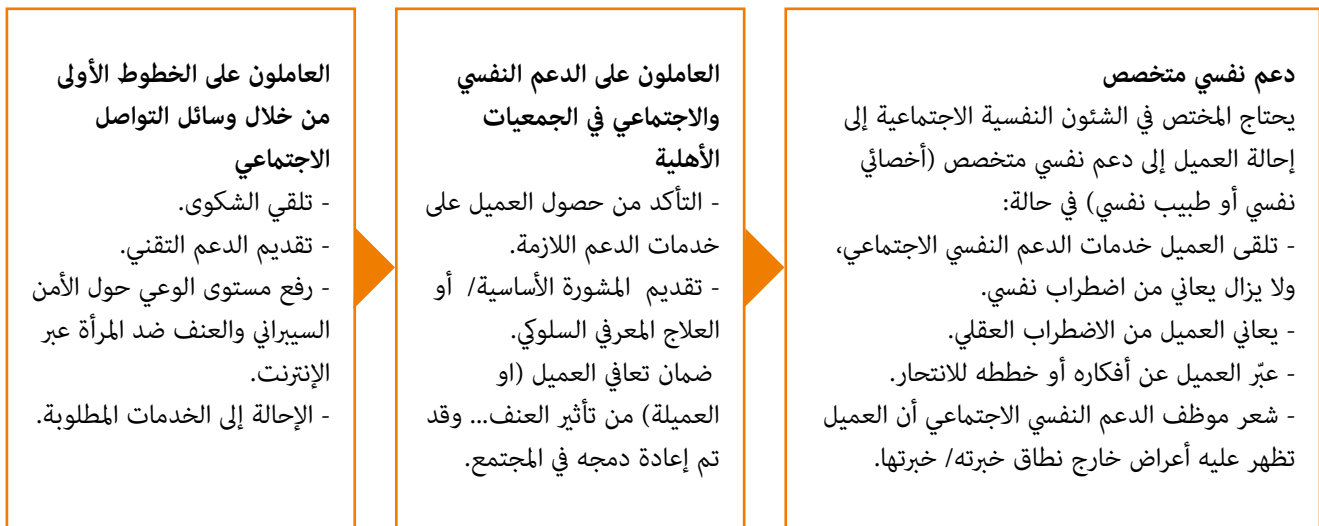 العاملون على الخطوط الأولى
من خلال وسائل التواصل
الاجتماعي
- تلقي الشكوى.
- تقديم الدعم التقني.
- رفع مستوى الوعي حول الأمن
السيبراني والعنف ضد المرأة عبر
الإنترنت.
- الإحالة إلى الخدمات المطلوبة.
العاملون على الدعم النفسي
والاجتماعي في الجمعيات
الأهلية
- التأكد من حصول العميل على
خدمات الدعم اللازمة.
- تقديم المشورة الأساسية/ أو
العلاج المعرفي السلوكي.
ضمان تعافي العميل (او
العميلة) من تأثير العنف... وقد
تم إعادة دمجه في المجتمع.
دعم نفسي متخصص
يحتاج المختص في الشئون النفسية الاجتماعية إلى
إحالة العميل إلى دعم نفسي متخصص (أخصائي
نفسي أو طبيب نفسي) في حالة:
- تلقى العميل خدمات الدعم النفسي الاجتماعي،
ولا يزال يعاني من اضطراب نفسي.
- يعاني العميل من الاضطراب العقلي.
- عبّر العميل عن أفكاره أو خططه للانتحار.
- شعر موظف الدعم النفسي الاجتماعي أن العميل
تظهر عليه أعراض خارج نطاق خبرته/ خبرتها.